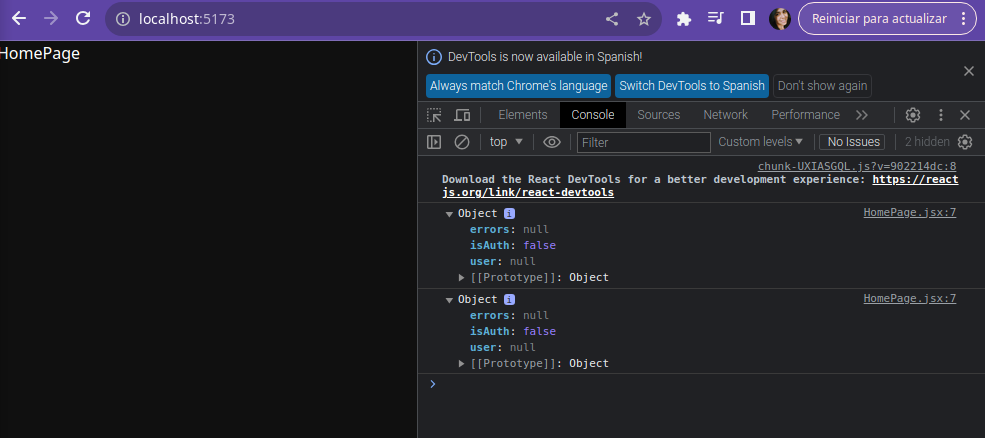 localhost:5173
Reiniciar para actualizar
HomePage
DevTools is now available in Spanish!
Always match Chrome's language
Switch DevTools to Spanish
Don't show again
Elements Console Sources Network Performance
top Filter Custom levels No Issues 2 hidden
chunk-UXIASGQL.js?v=902214dc:8
Download the React DevTools for a better development experience: https://react
js.org/link/react-devtools
Object i HomePage.jsx:7
errors: null
isAuth: false
user: null
[[Prototype]]: Object
Object i HomePage.jsx:7
errors: null
isAuth: false
user: null
[[Prototype]]: Object